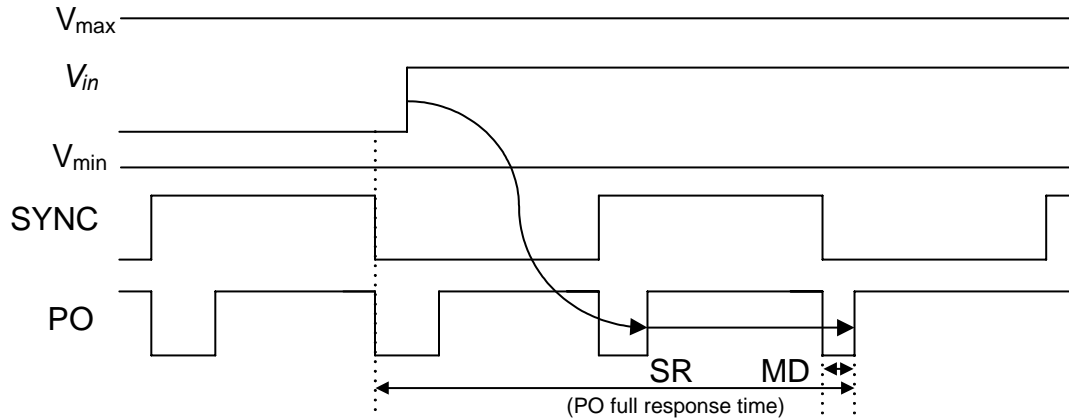 Vmax
Vin
Vmin
SYNC
PO
SR MD
(PO full response time)